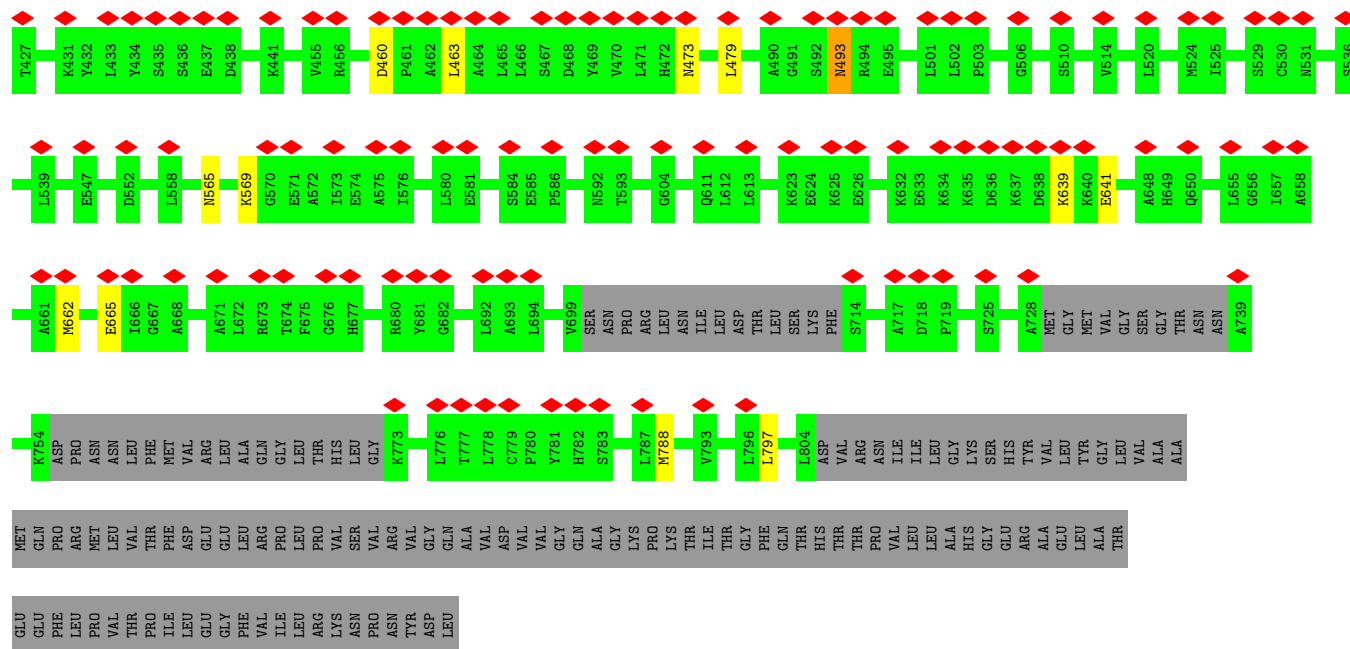 T427 K431 Y432 L433 Y434 S435 S436 E437 D438 K441 V455 R456 D460 P461 A462 L463 A464 L465 L466 S467 D468 Y469 V470 L471 H472 N473 L479 A490 G491 S492 N493 R494 E495 L501 L502 P503 G506 S510 V514 L520 M524 I525 S529 C530 N531 S536
L539 E547 D552 L558 N565 K569 G570 E571 A572 I573 E574 A575 I576 L580 E581 S584 E585 P586 N592 T593 G604 Q611 L612 L613 K623 E624 K625 E626 K632 E633 K634 K635 D636 K637 D638 K639 K640 E641 A648 H649 Q650 L655 G656 I657 A658
A661 M662 E665 I666 G667 A668 A671 L672 R673 T674 F675 G676 H677 R680 Y681 G682 L692 A693 L694 V699 SER ASN PRO ARG LEU ASN ILE LEU ASP THR LEU SER LYS PHE S714 A717 D718 P719 S725 A728 MET GLY MET VAL GLY SER GLY THR ASN ASN A739
K754 ASP PRO ASN ASN LEU PHE MET VAL ARG LEU ALA GLN GLY LEU THR HIS LEU GLY K773 L776 T777 L778 C779 P780 Y781 H782 S783 L787 M788 V793 L796 L797 L804 ASP VAL ARG ASN ILE ILE LEU GLY LYS SER HIS TYR VAL LEU TYR GLY LEU VAL ALA ALA
MET GLN PRO ARG MET LEU VAL THR PHE ASP GLU GLU LEU ARG PRO LEU PRO VAL SER VAL ARG VAL GLY GLN ALA VAL ASP VAL VAL GLY GLN ALA GLY LYS PRO LYS THR ILE THR GLY PHE GLN THR HIS THR THR PRO VAL LEU LEU ALA HIS GLY GLU ARG ALA GLU LEU ALA THR
GLU GLU PHE LEU PRO VAL THR PRO ILE LEU GLU GLY PHE VAL ILE LEU ARG LYS ASN PRO ASN TYR ASP LEU